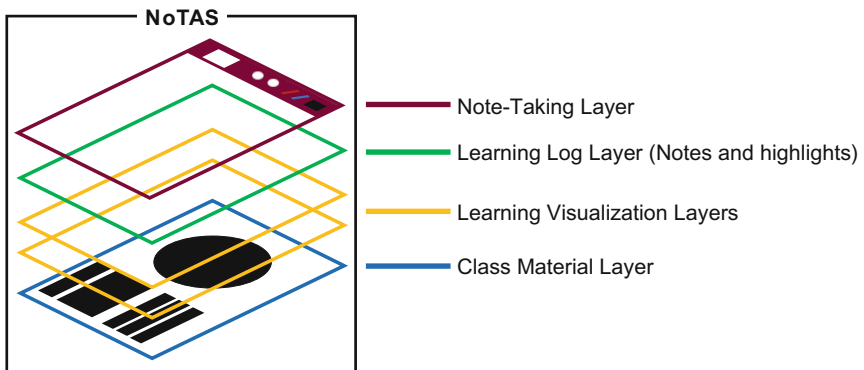 NoTAS
Note-Taking Layer
Learning Log Layer (Notes and highlights)
Learning Visualization Layers
Class Material Layer